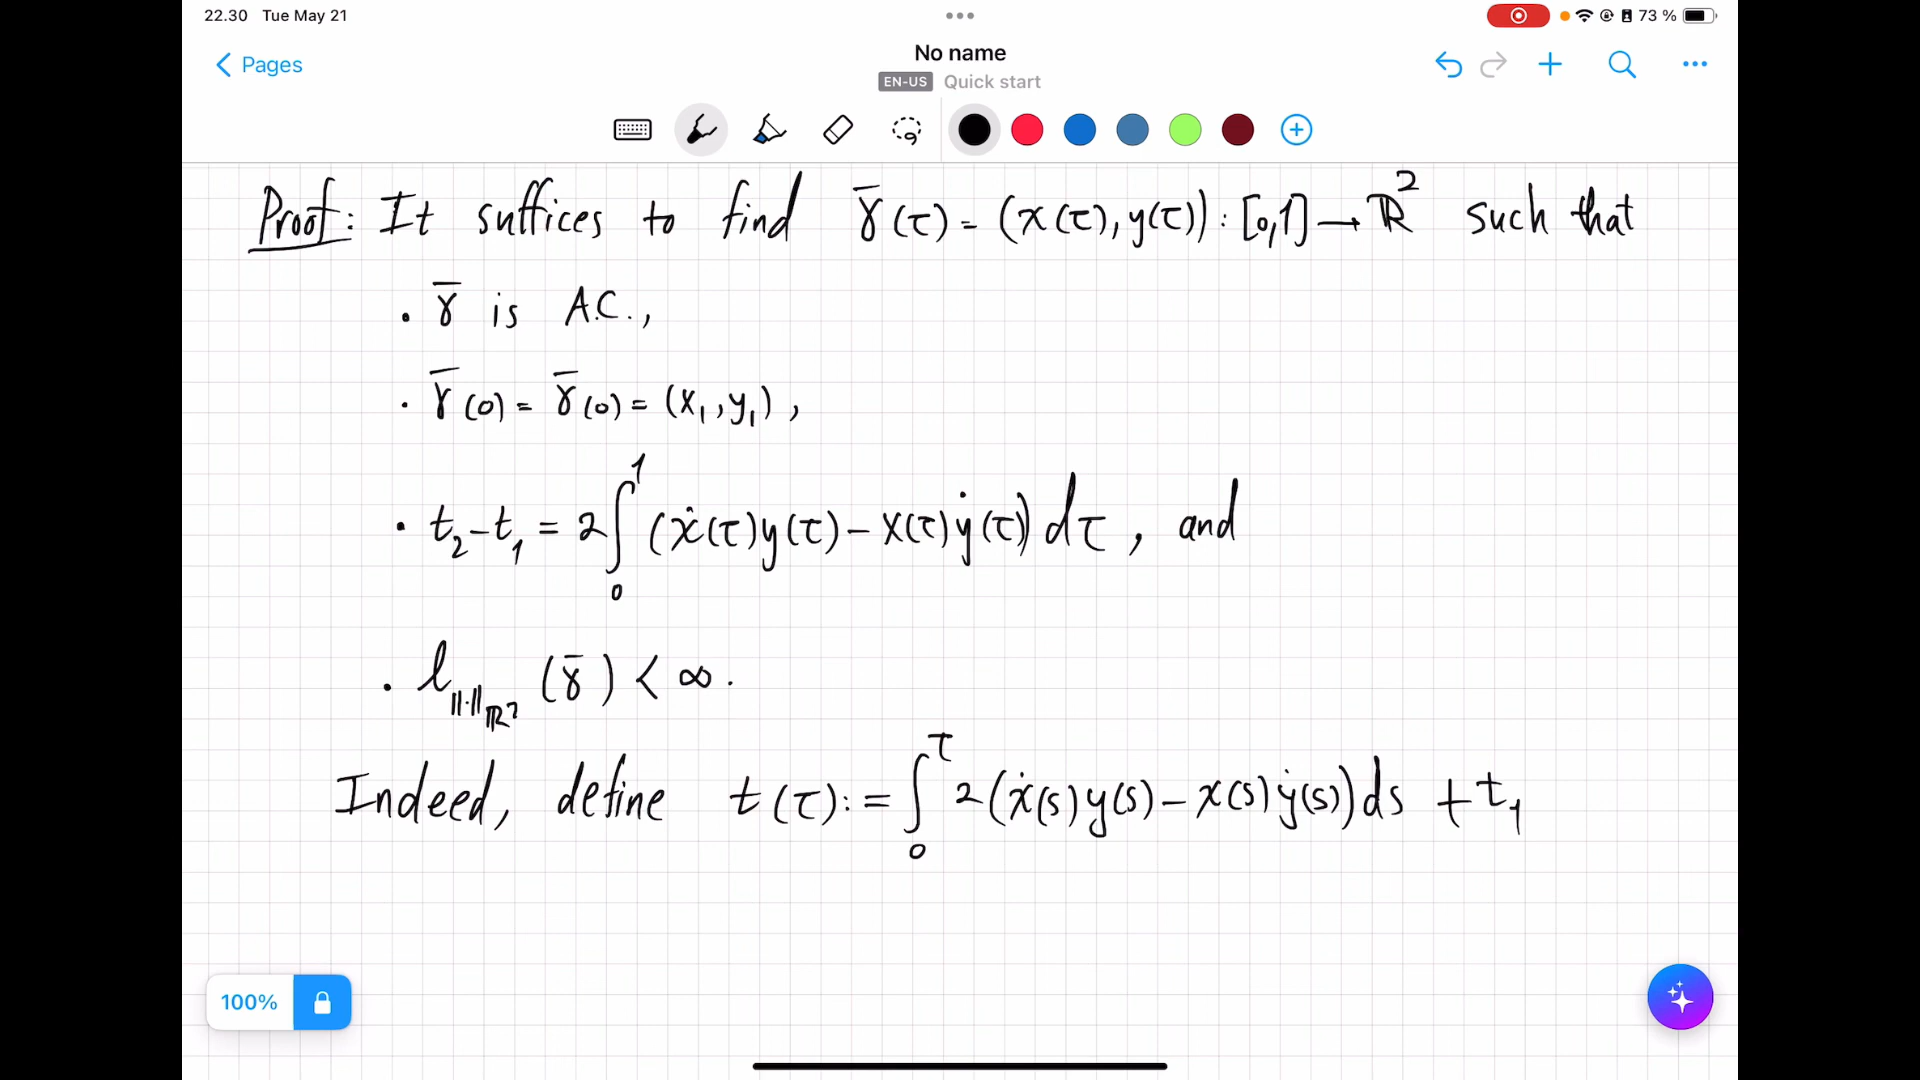 22.30 Tue May 21
73 %
No name
Pages
EN-US Quick start
Proof: It suffices to find γ̄(τ) = (x(τ), y(τ)) : [0,1] → ℝ² such that
· γ̄ is A.C.,
· γ̄(0) = γ̄(0) = (x₁, y₁),
· t₂ - t₁ = 2∫₀¹ (ẋ(τ)y(τ) - x(τ)ẏ(τ)) dτ, and
· l_{‖·‖_{ℝ²}} (γ̄) < ∞.
Indeed, define t(τ) := ∫₀^τ 2(ẋ(s)y(s) - x(s)ẏ(s)) ds + t₁
100%